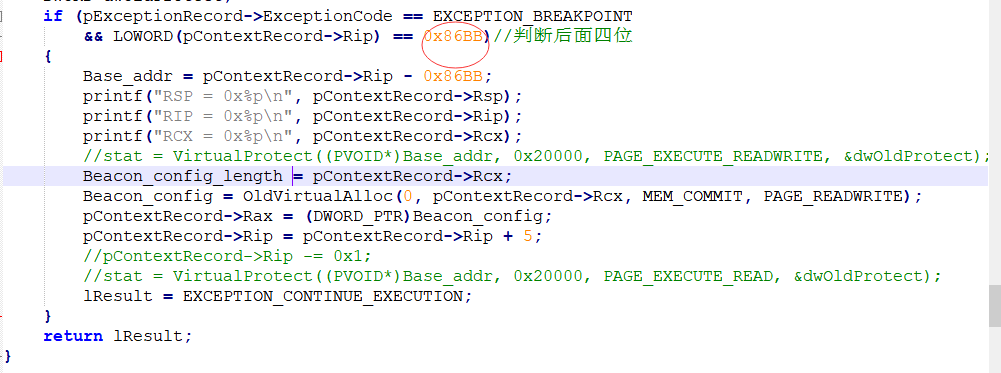 if (pExceptionRecord->ExceptionCode == EXCEPTION_BREAKPOINT
&& LOWORD(pContextRecord->Rip) == 0x86BB)//判断后面四位
{
Base_addr = pContextRecord->Rip - 0x86BB;
printf("RSP = 0x%p\n", pContextRecord->Rsp);
printf("RIP = 0x%p\n", pContextRecord->Rip);
printf("RCX = 0x%p\n", pContextRecord->Rcx);
//stat = VirtualProtect((PVOID*)Base_addr, 0x20000, PAGE_EXECUTE_READWRITE, &dwOldProtect);
Beacon_config_length = pContextRecord->Rcx;
Beacon_config = OldVirtualAlloc(0, pContextRecord->Rcx, MEM_COMMIT, PAGE_READWRITE);
pContextRecord->Rax = (DWORD_PTR)Beacon_config;
pContextRecord->Rip = pContextRecord->Rip + 5;
//pContextRecord->Rip -= 0x1;
//stat = VirtualProtect((PVOID*)Base_addr, 0x20000, PAGE_EXECUTE_READ, &dwOldProtect);
lResult = EXCEPTION_CONTINUE_EXECUTION;
}
return lResult;
}